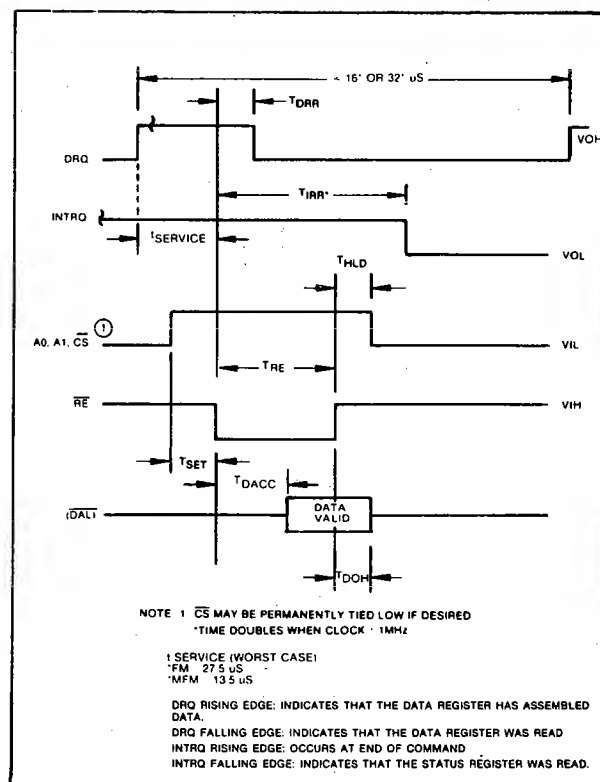 16* OR 32* uS
TDRR
VOH
DRQ
TIRR*
INTRQ
tSERVICE
VOL
THLD
1
A0, A1, CS
VIL
TRE
RE
VIH
TSET
TDACC
(DAL)
DATA
VALID
TDOH
NOTE 1 CS MAY BE PERMANENTLY TIED LOW IF DESIRED
*TIME DOUBLES WHEN CLOCK 1MHz
t SERVICE (WORST CASE)
*FM 27 5 uS
*MFM 13 5 uS
DRQ RISING EDGE: INDICATES THAT THE DATA REGISTER HAS ASSEMBLED
DATA.
DRQ FALLING EDGE: INDICATES THAT THE DATA REGISTER WAS READ
INTRQ RISING EDGE: OCCURS AT END OF COMMAND
INTRQ FALLING EDGE: INDICATES THAT THE STATUS REGISTER WAS READ.